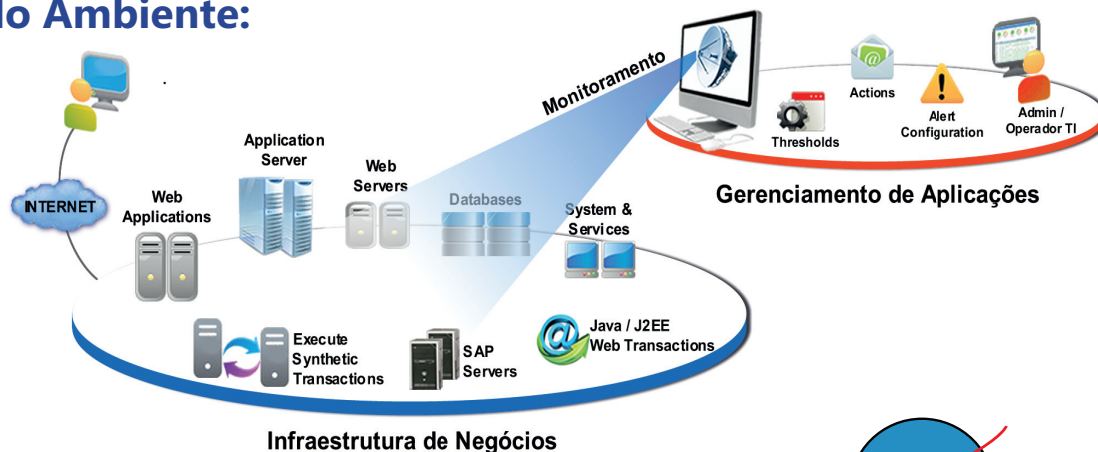 do Ambiente:
Monitoramento
Actions
Thresholds
Alert
Configuration
Admin /
Operador TI
Gerenciamento de Aplicações
INTERNET
Web
Applications
Application
Server
Web
Servers
Databases
System &
Services
Execute
Synthetic
Transactions
SAP
Servers
Java / J2EE
Web Transactions
Infraestrutura de Negócios